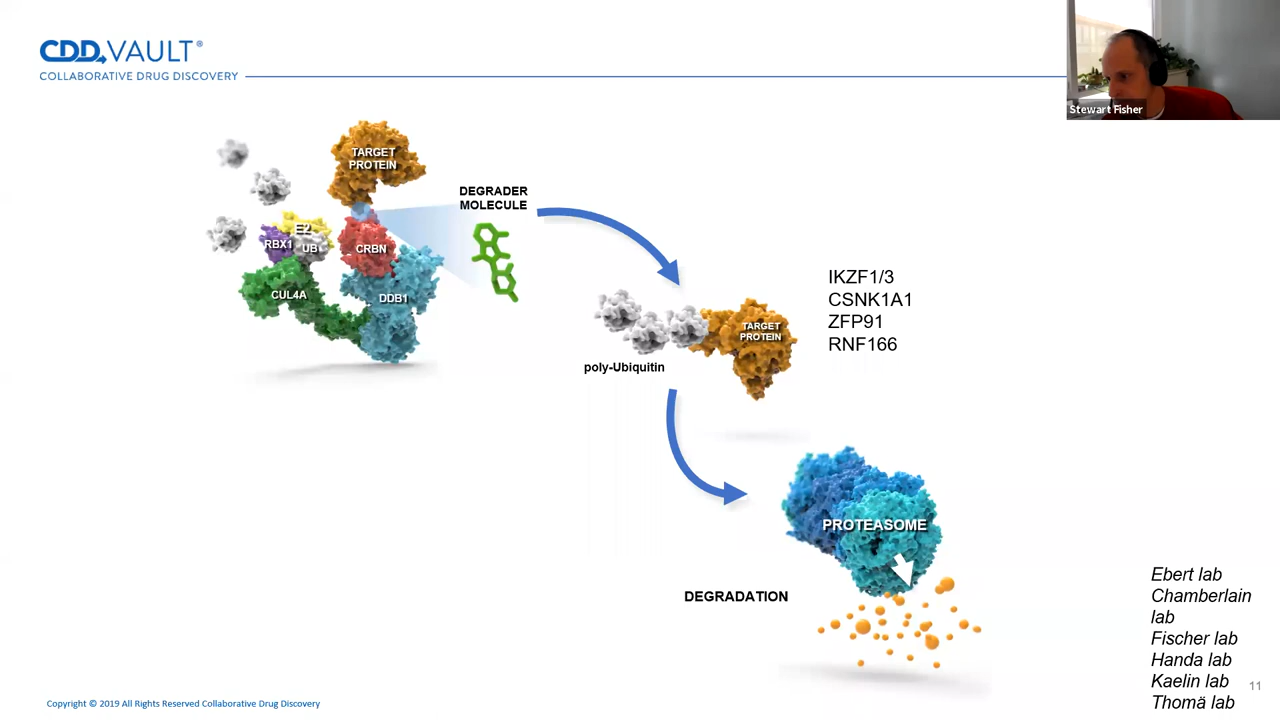 CDD VAULT®
COLLABORATIVE DRUG DISCOVERY
Stewart Fisher
TARGET
PROTEIN
DEGRADER
MOLECULE
E2
RBX1
UB
CRBN
CUL4A
DDB1
IKZF1/3
CSNK1A1
ZFP91
RNF166
TARGET
PROTEIN
poly-Ubiquitin
PROTEASOME
DEGRADATION
Ebert lab
Chamberlain
lab
Fischer lab
Handa lab
Kaelin lab
Thomä lab
11
Copyright © 2019 All Rights Reserved Collaborative Drug Discovery